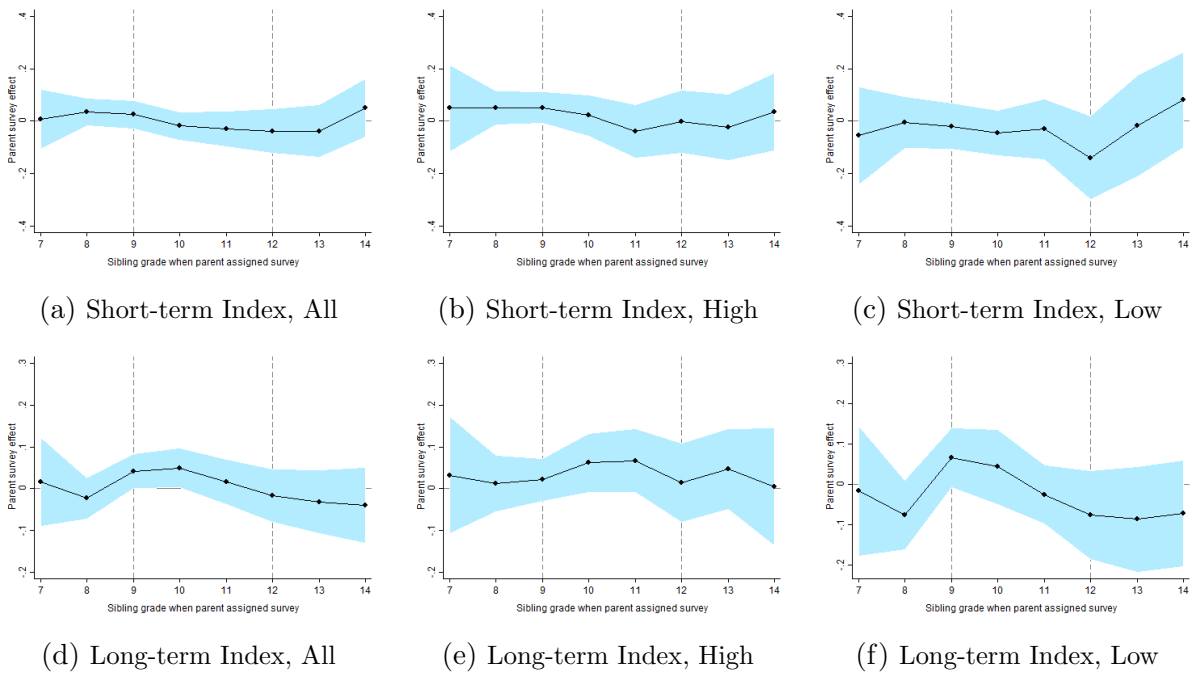 Parent survey effect
.4
.2
0
-.2
-.4
7 8 9 10 11 12 13 14
Sibling grade when parent assigned survey
(a) Short-term Index, All
Parent survey effect
.4
.2
0
-.2
-.4
7 8 9 10 11 12 13 14
Sibling grade when parent assigned survey
(b) Short-term Index, High
Parent survey effect
.4
.2
0
-.2
-.4
7 8 9 10 11 12 13 14
Sibling grade when parent assigned survey
(c) Short-term Index, Low
Parent survey effect
.3
.2
.1
0
-.1
-.2
7 8 9 10 11 12 13 14
Sibling grade when parent assigned survey
(d) Long-term Index, All
Parent survey effect
.3
.2
.1
0
-.1
-.2
7 8 9 10 11 12 13 14
Sibling grade when parent assigned survey
(e) Long-term Index, High
Parent survey effect
.3
.2
.1
0
-.1
-.2
7 8 9 10 11 12 13 14
Sibling grade when parent assigned survey
(f) Long-term Index, Low